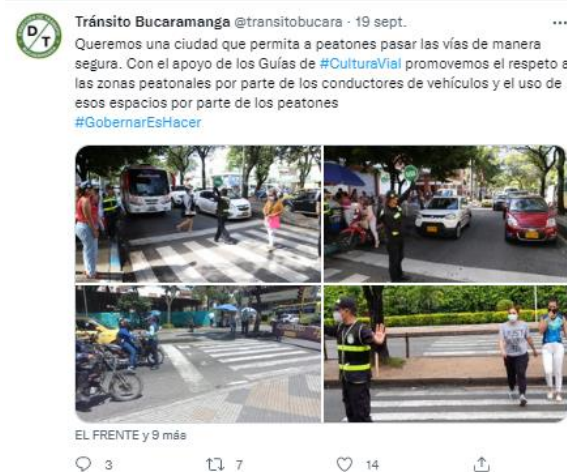 D/T
Tránsito Bucaramanga @transitobucara · 19 sept. ...
Queremos una ciudad que permita a peatones pasar las vías de manera
segura. Con el apoyo de los Guías de #CulturaVial promovemos el respeto a
las zonas peatonales por parte de los conductores de vehículos y el uso de
esos espacios por parte de los peatones
#GobernarEsHacer
EL FRENTE y 9 más
3 7 14